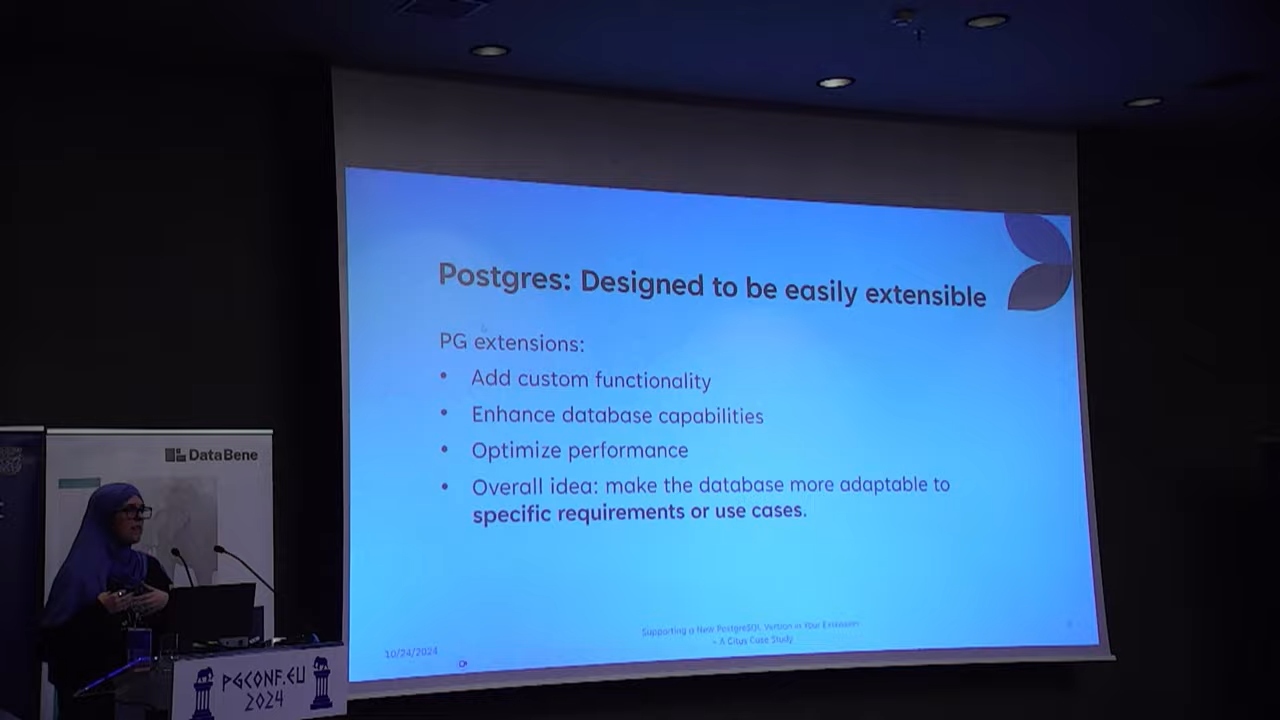 Postgres: Designed to be easily extensible
PG extensions:
• Add custom functionality
• Enhance database capabilities
• Optimize performance
• Overall idea: make the database more adaptable to
specific requirements or use cases.
Supporting a New PostgreSQL Version in Your Extension
- A Citus Case Study
10/24/2024
DataBene
PGCONF.EU
2024